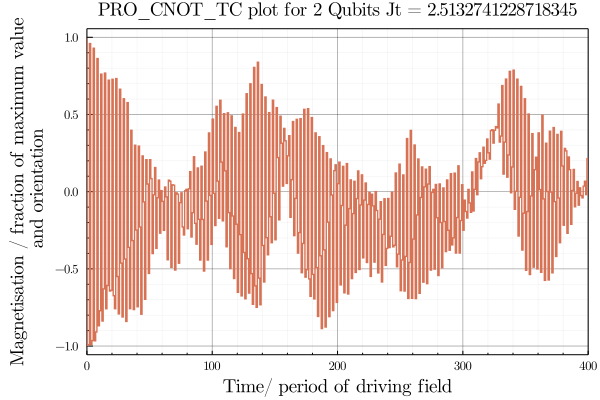 PRO_CNOT_TC plot for 2 Qubits Jt = 2.5132741228718345
Magnetisation / fraction of maximum value
and orientation
1.0
0.5
0.0
−0.5
−1.0
0 100 200 300 400
Time/ period of driving field